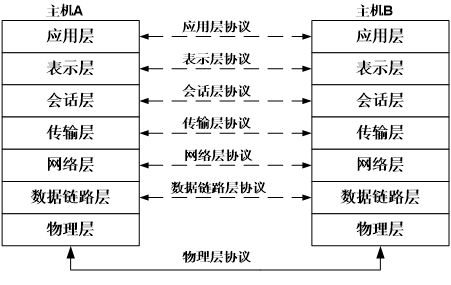 主机A 主机B
应用层 应用层协议 应用层
表示层 表示层协议 表示层
会话层 会话层协议 会话层
传输层 传输层协议 传输层
网络层 网络层协议 网络层
数据链路层 数据链路层协议 数据链路层
物理层 物理层
物理层协议